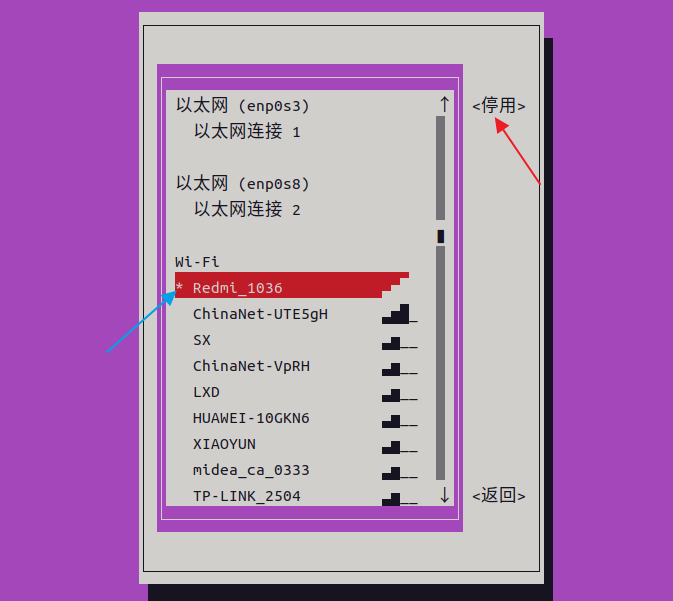 以太网 (enp0s3) ↑ <停用>
以太网连接 1
以太网 (enp0s8)
以太网连接 2
Wi-Fi
* Redmi_1036
ChinaNet-UTE5gH
SX
ChinaNet-VpRH
LXD
HUAWEI-10GKN6
XIAOYUN
midea_ca_0333
TP-LINK_2504 ↓ <返回>